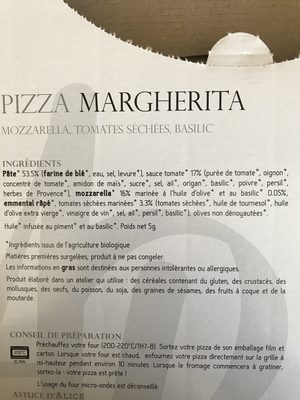 PIZZA MARGHERITA
MOZZARELLA, TOMATES SÉCHÉES, BASILIC
INGRÉDIENTS
Pâte* 53.5% (farine de blé*, eau, sel, levure*), sauce tomate* 17% (purée de tomate*, oignon*,
concentré de tomate*, amidon de maïs*, sucre*, sel, ail*, origan*, basilic*, poivre*, persil*,
herbes de Provence*), mozzarella* 16% marinée à l'huile d'olive* et au basilic* 0.05%,
emmental râpé*, tomates séchées marinées* 3.3% (tomates séchées*, huile de tournesol*, huile
d'olive extra vierge*, vinaigre de vin*, sel, ail*, persil*, basilic*), olives non dénoyautées*.
Huile* infusée au piment* et au basilic*. Poids net 5g.
*Ingrédients issus de l'agriculture biologique
Matières premières surgelées, produit à ne pas congeler.
Les informations en gras sont destinées aux personnes intolérantes ou allergiques.
Produit élaboré dans un atelier qui utilise : des céréales contenant du gluten, des crustacés, des
mollusques, des oeufs, du poisson, du soja, des graines de sésames, des fruits à coque et de la
moutarde.
CONSEIL DE PRÉPARATION
Préchauffez votre four (200-220°C/TH7-8). Sortez votre pizza de son emballage film et
carton. Lorsque votre four est chaud, enfournez votre pizza directement sur la grille à
mi-hauteur pendant environ 10 minutes. Lorsque le fromage commencera à gratiner,
sortez-la : votre pizza est prête !
200°C
10 MIN
L'usage du four micro-ondes est déconseillé.
ASTUCE D'ALICE